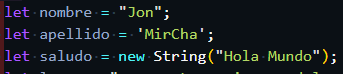 let nombre = "Jon";
let apellido = 'MirCha';
let saludo = new String("Hola Mundo");